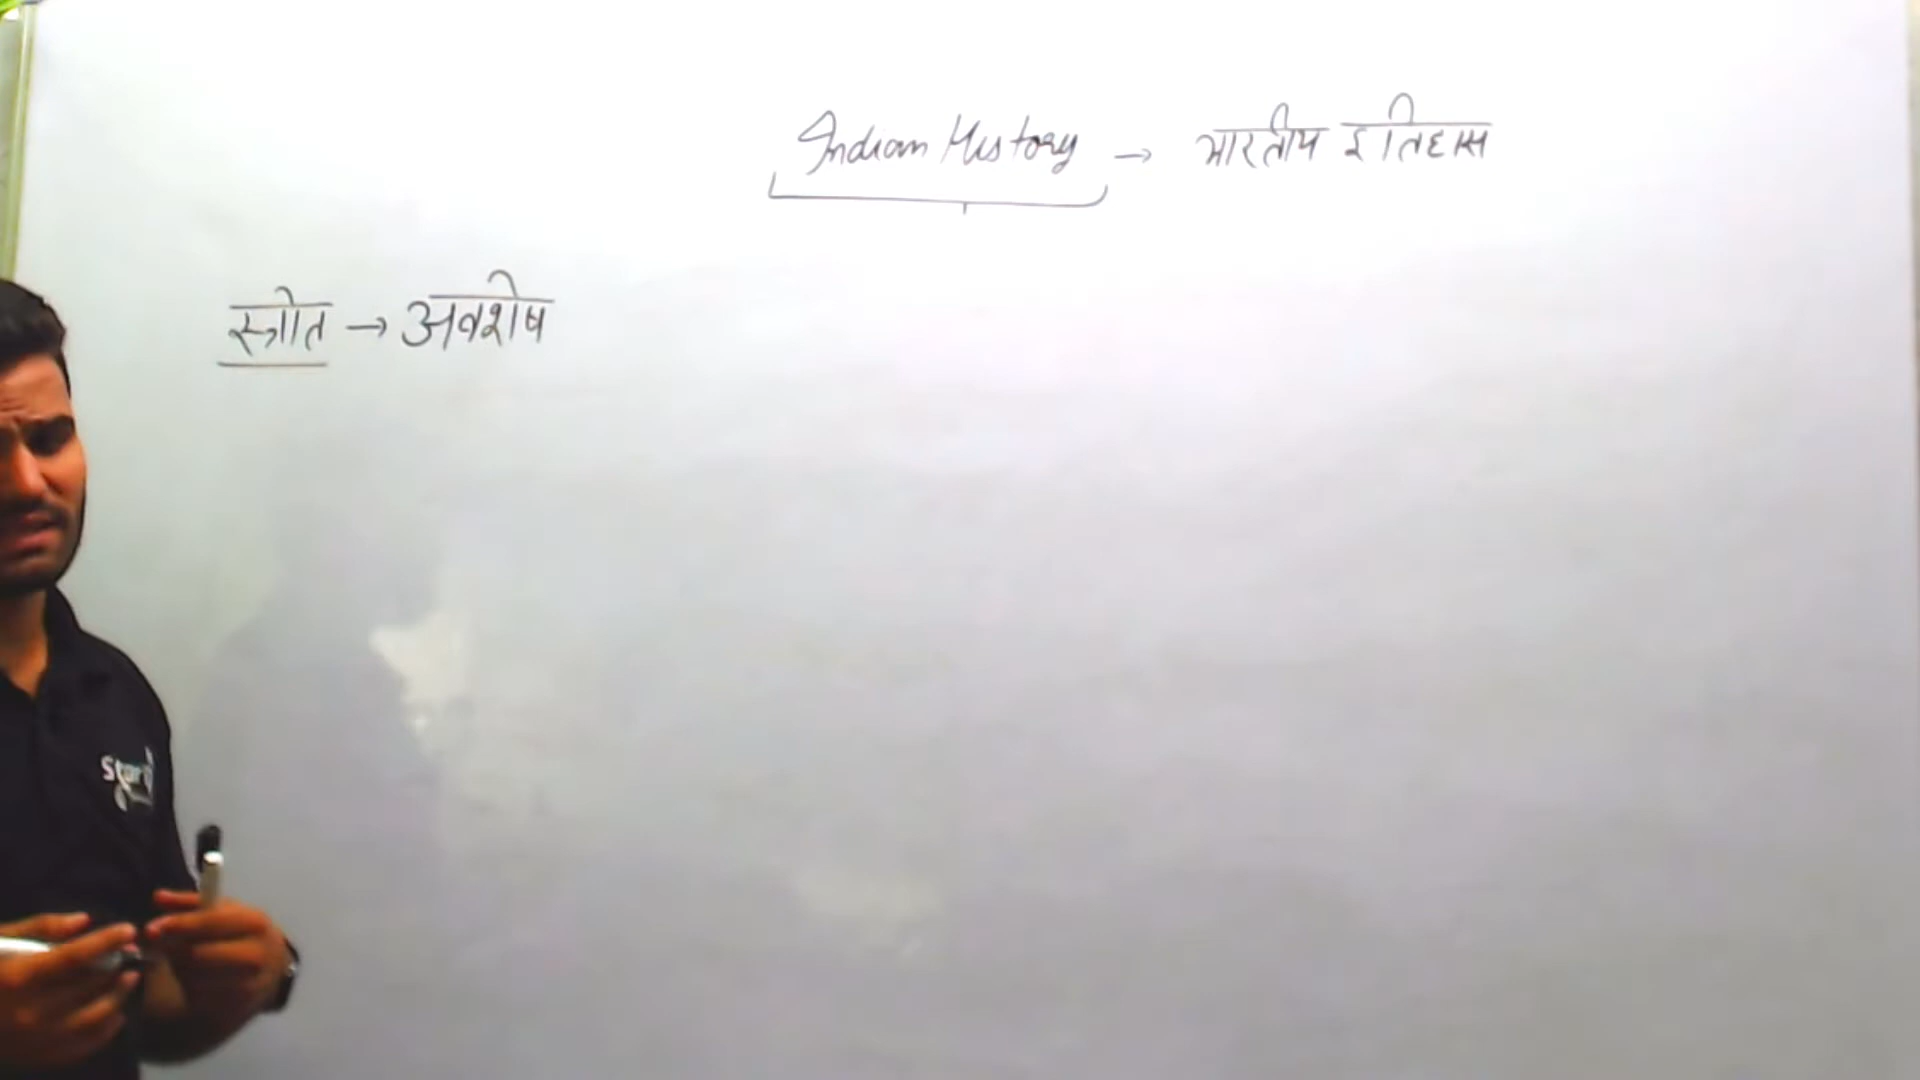 Indian History → भारतीय इतिहास
स्त्रोत → अवशेष